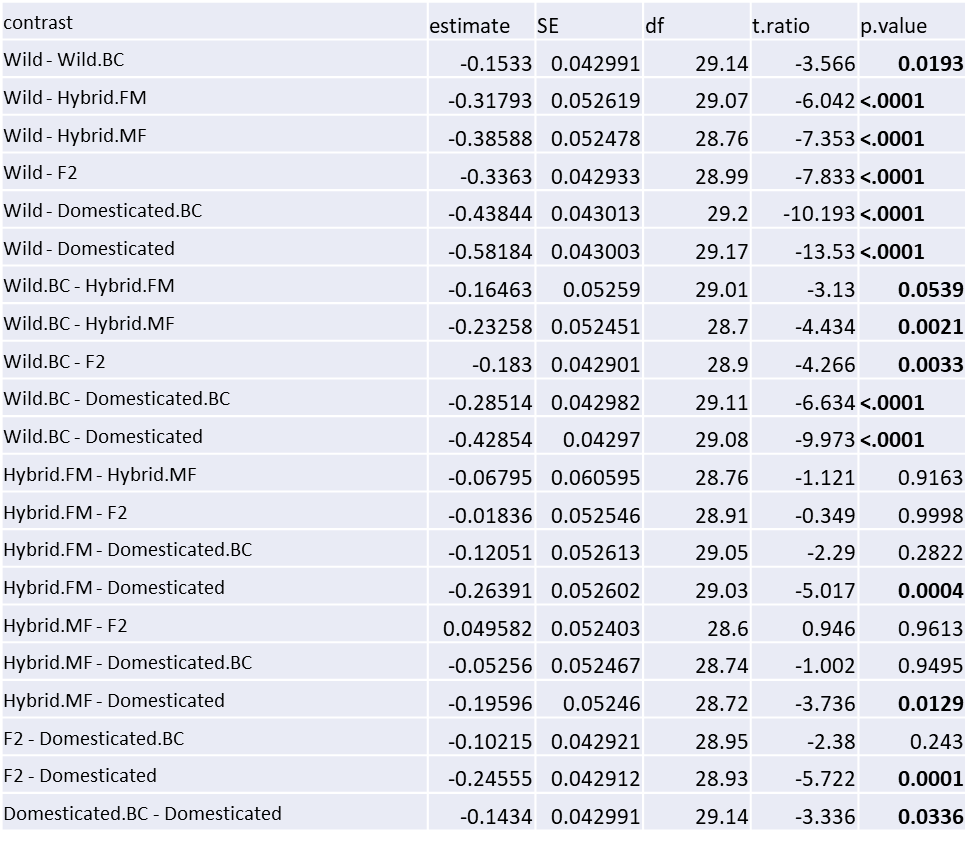 contrast estimate SE df t.ratio p.value
Wild - Wild.BC -0.1533 0.042991 29.14 -3.566 0.0193
Wild - Hybrid.FM -0.31793 0.052619 29.07 -6.042 <.0001
Wild - Hybrid.MF -0.38588 0.052478 28.76 -7.353 <.0001
Wild - F2 -0.3363 0.042933 28.99 -7.833 <.0001
Wild - Domesticated.BC -0.43844 0.043013 29.2 -10.193 <.0001
Wild - Domesticated -0.58184 0.043003 29.17 -13.53 <.0001
Wild.BC - Hybrid.FM -0.16463 0.05259 29.01 -3.13 0.0539
Wild.BC - Hybrid.MF -0.23258 0.052451 28.7 -4.434 0.0021
Wild.BC - F2 -0.183 0.042901 28.9 -4.266 0.0033
Wild.BC - Domesticated.BC -0.28514 0.042982 29.11 -6.634 <.0001
Wild.BC - Domesticated -0.42854 0.04297 29.08 -9.973 <.0001
Hybrid.FM - Hybrid.MF -0.06795 0.060595 28.76 -1.121 0.9163
Hybrid.FM - F2 -0.01836 0.052546 28.91 -0.349 0.9998
Hybrid.FM - Domesticated.BC -0.12051 0.052613 29.05 -2.29 0.2822
Hybrid.FM - Domesticated -0.26391 0.052602 29.03 -5.017 0.0004
Hybrid.MF - F2 0.049582 0.052403 28.6 0.946 0.9613
Hybrid.MF - Domesticated.BC -0.05256 0.052467 28.74 -1.002 0.9495
Hybrid.MF - Domesticated -0.19596 0.05246 28.72 -3.736 0.0129
F2 - Domesticated.BC -0.10215 0.042921 28.95 -2.38 0.243
F2 - Domesticated -0.24555 0.042912 28.93 -5.722 0.0001
Domesticated.BC - Domesticated -0.1434 0.042991 29.14 -3.336 0.0336